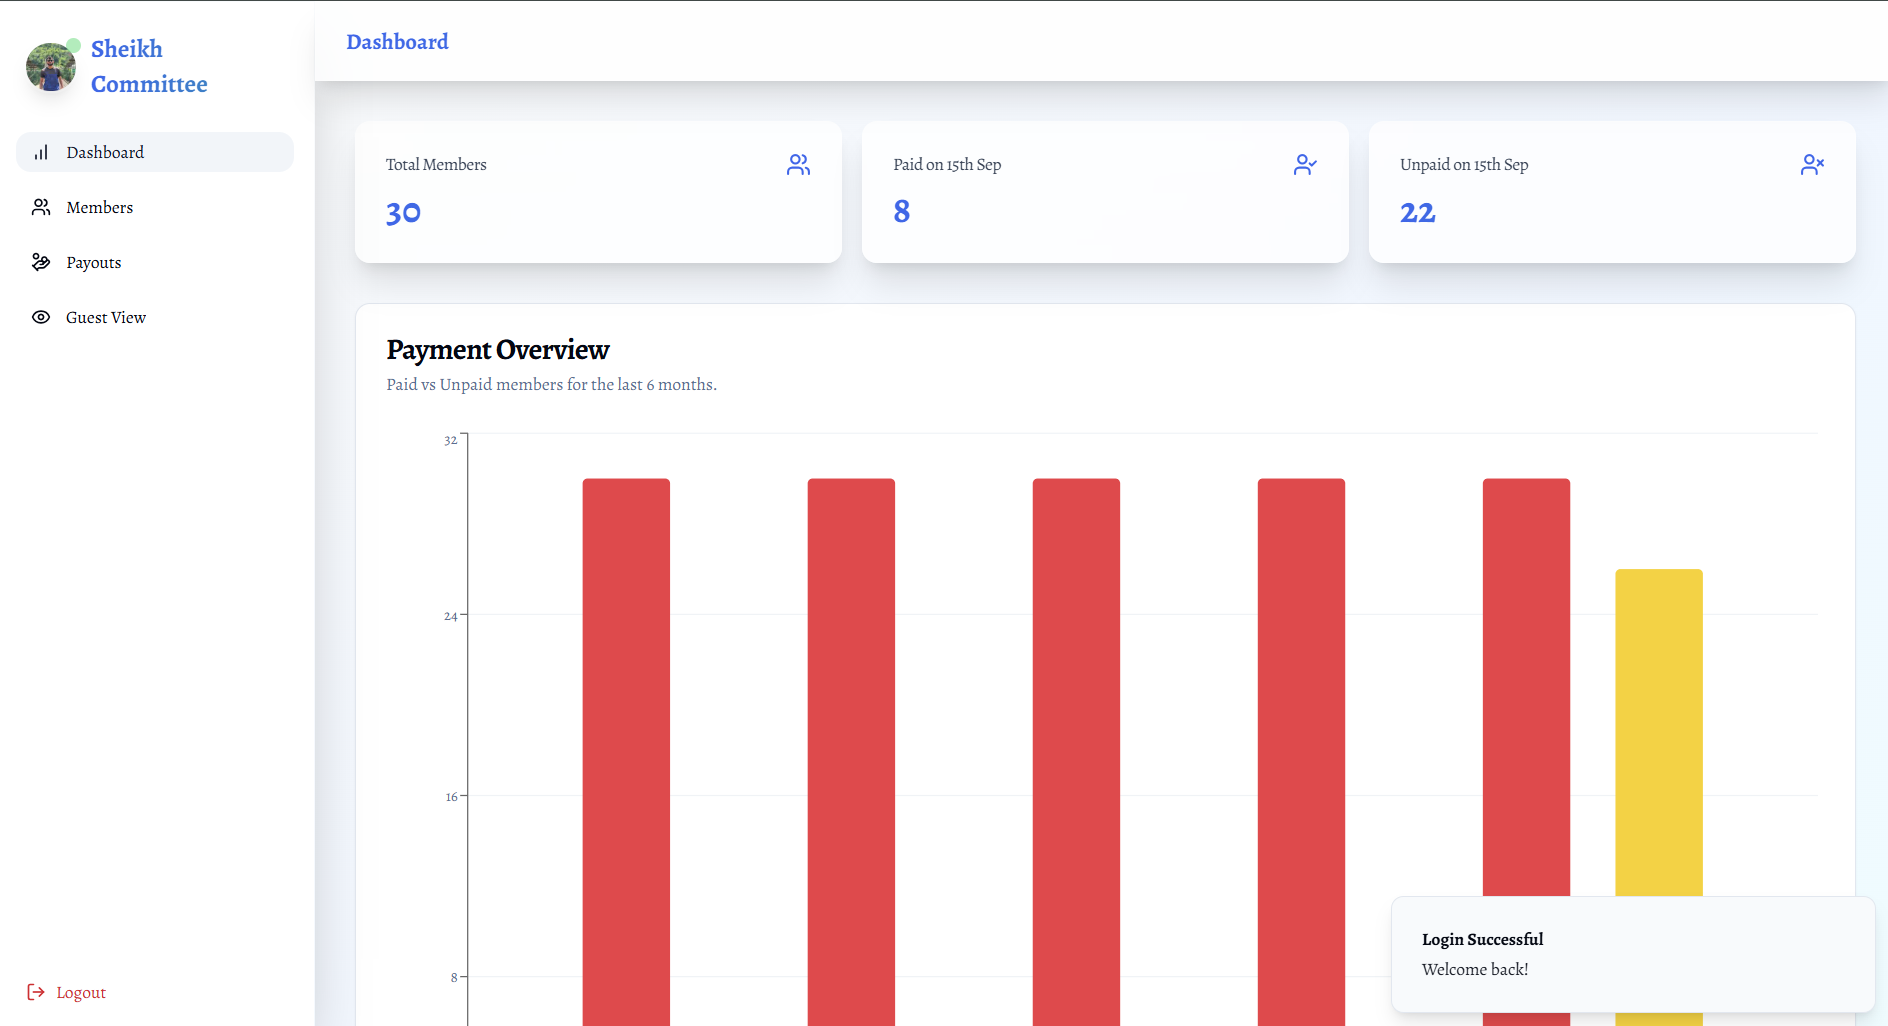 Sheikh
Committee
Dashboard
Members
Payouts
Guest View
Logout
Dashboard
Total Members
30
Paid on 15th Sep
8
Unpaid on 15th Sep
22
Payment Overview
Paid vs Unpaid members for the last 6 months.
32
24
16
8
Login Successful
Welcome back!